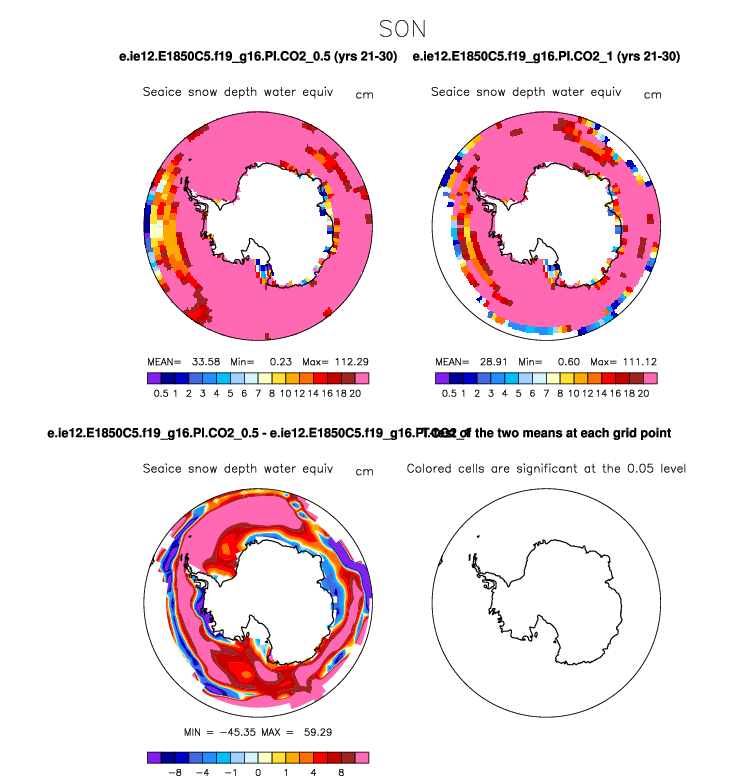 SON
e.ie12.E1850C5.f19_g16.PI.CO2_0.5 (yrs 21-30)
e.ie12.E1850C5.f19_g16.PI.CO2_1 (yrs 21-30)
Seaice snow depth water equiv cm
Seaice snow depth water equiv cm
MEAN= 33.58 Min= 0.23 Max= 112.29
MEAN= 28.91 Min= 0.60 Max= 111.12
0.5 1 2 3 4 5 6 7 8 10 12 14 16 18 20
0.5 1 2 3 4 5 6 7 8 10 12 14 16 18 20
e.ie12.E1850C5.f19_g16.PI.CO2_0.5 - e.ie12.E1850C5.f19_g16.PI.CO2_1
of the two means at each grid point
Seaice snow depth water equiv cm
Colored cells are significant at the 0.05 level
MIN = -45.35 MAX = 59.29
-8 -4 -1 0 1 4 8